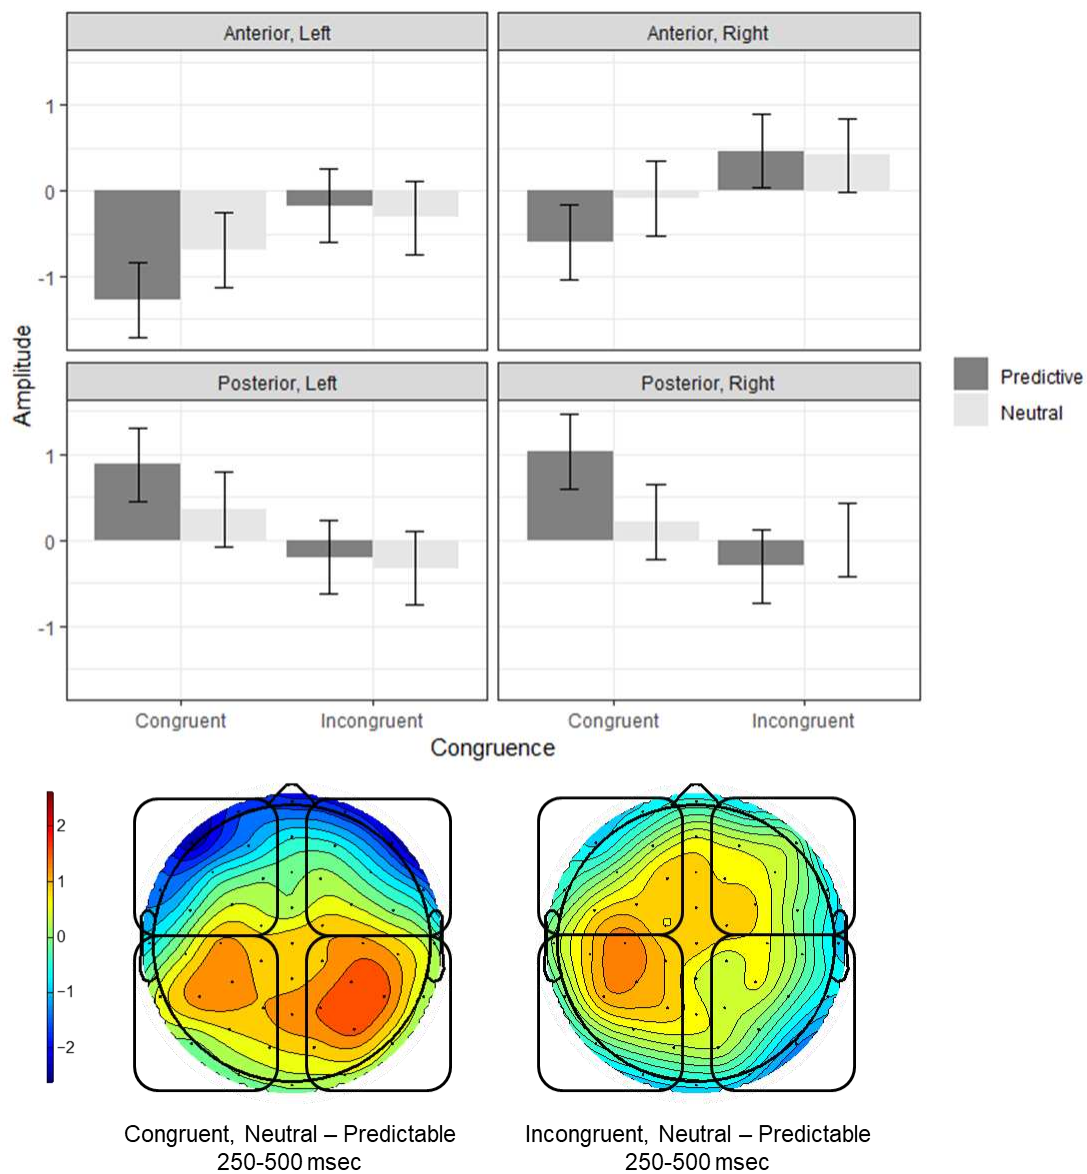 Anterior, Left
Anterior, Right
1
0
-1
Amplitude
Posterior, Left
Posterior, Right
1
0
-1
Predictive
Neutral
Congruent
Incongruent
Congruent
Incongruent
Congruence
2
1
0
−1
−2
Congruent, Neutral – Predictable
250-500 msec
Incongruent, Neutral – Predictable
250-500 msec